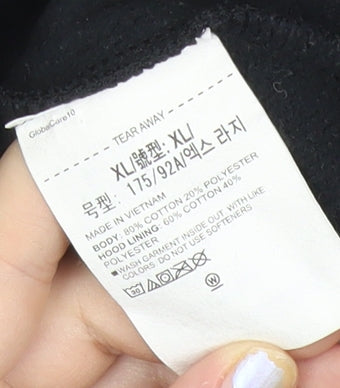 GlobalCare10
TEAR AWAY
XL/號型: XL/
号型: 175/92A/엑스 라지
MADE IN VIETNAM
BODY: 80% COTTON 20% POLYESTER
HOOD LINING: 60% COTTON 40%
POLYESTER
WASH GARMENT INSIDE OUT WITH LIKE
COLORS. DO NOT USE SOFTENERS
30
W